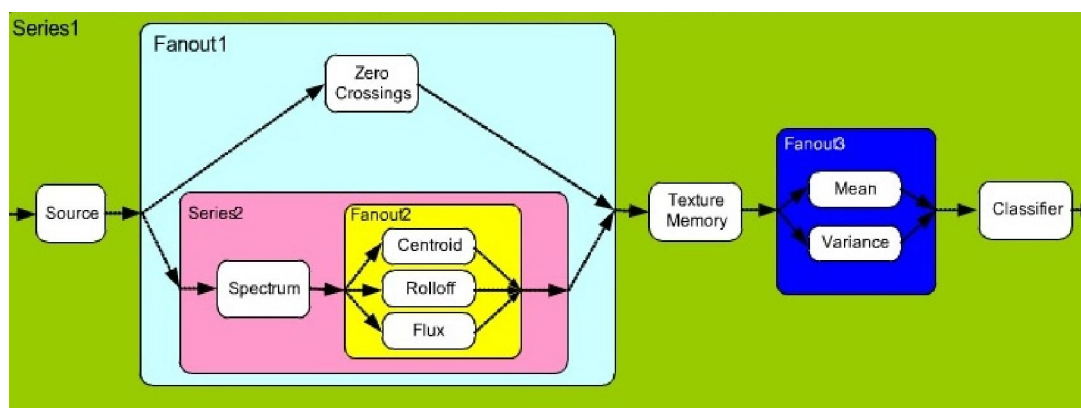 Series1
Fanout1
Zero
Crossings
Source
Series2
Fanout2
Spectrum
Centroid
Rolloff
Flux
Texture
Memory
Fanout3
Mean
Variance
Classifier